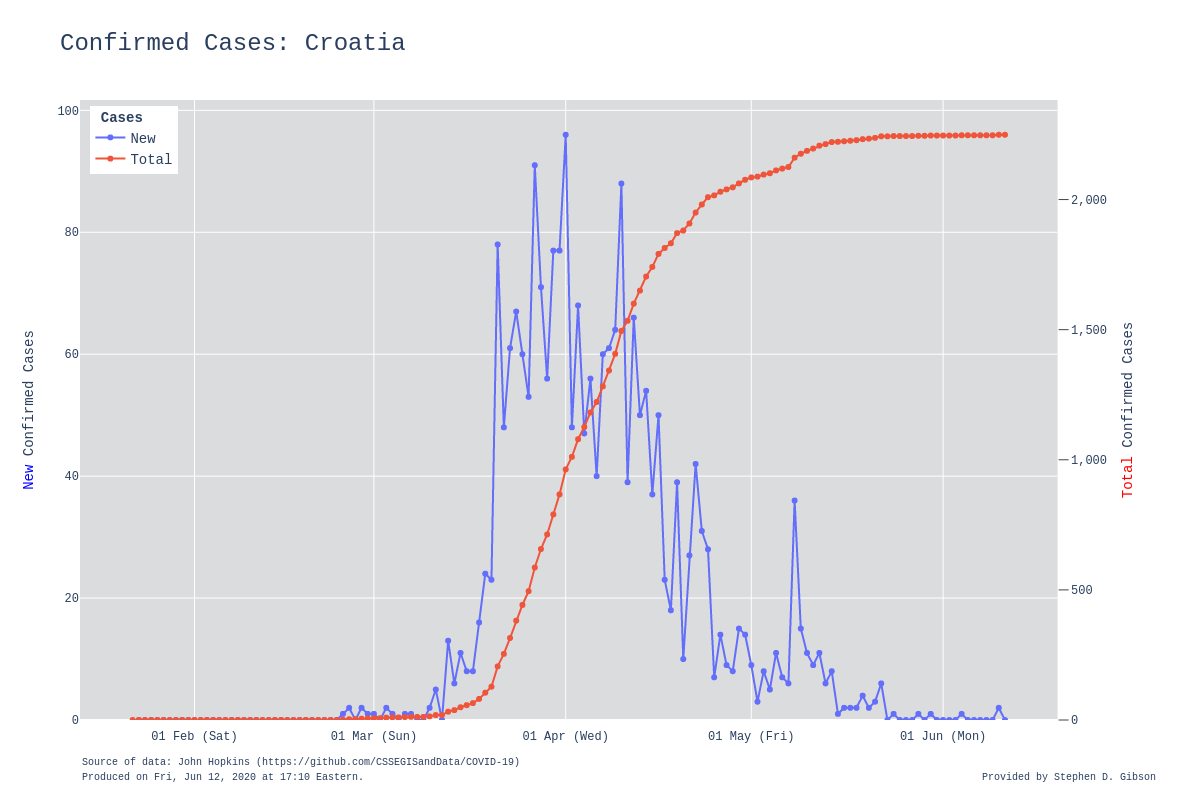 Confirmed Cases: Croatia
Cases
New
Total
100
80
60
40
20
0
New Confirmed Cases
2,000
1,500
1,000
500
0
Total Confirmed Cases
01 Feb (Sat)
01 Mar (Sun)
01 Apr (Wed)
01 May (Fri)
01 Jun (Mon)
Source of data: John Hopkins (https://github.com/CSSEGISandData/COVID-19)
Produced on Fri, Jun 12, 2020 at 17:10 Eastern.
Provided by Stephen D. Gibson